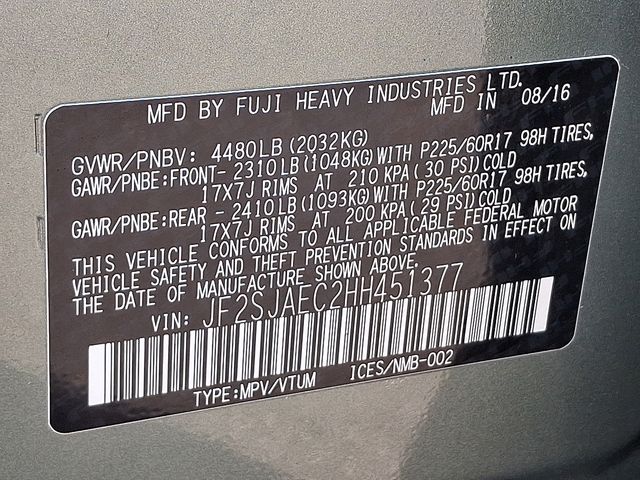 MFD BY FUJI HEAVY INDUSTRIES LTD.
MFD IN 08/16
GVWR/PNBV: 4480LB(2032KG)
GAWR/PNBE:FRONT- 2310LB(1048KG)WITH P225/60R17 98H TIRES,
17X7J RIMS AT 210 KPA(30 PSI)COLD
GAWR/PNBE:REAR - 2410LB(1093KG)WITH P225/60R17 98H TIRES,
17X7J RIMS AT 200 KPA(29 PSI)COLD
THIS VEHICLE CONFORMS TO ALL APPLICABLE FEDERAL MOTOR
VEHICLE SAFETY AND THEFT PREVENTION STANDARDS IN EFFECT ON
THE DATE OF MANUFACTURE SHOWN ABOVE.
VIN: JF2SJAEC2HH451377
TYPE:MPV/VTUM ICES/NMB-002